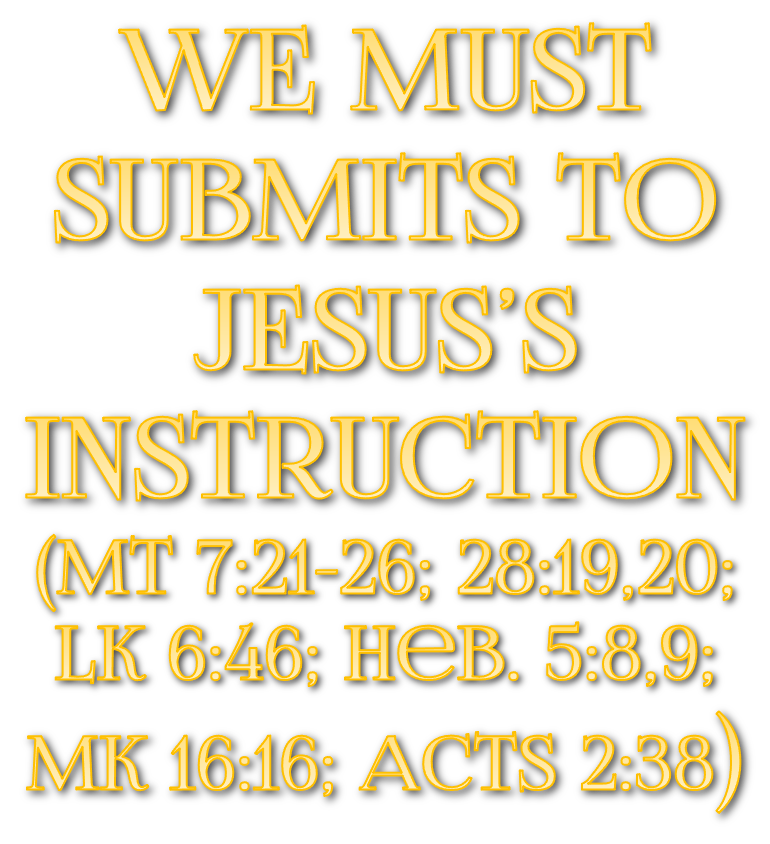 WE MUST
SUBMITS TO
JESUS’S
INSTRUCTION
(MT 7:21-26; 28:19,20;
LK 6:46; HEB. 5:8,9;
MK 16:16; ACTS 2:38)